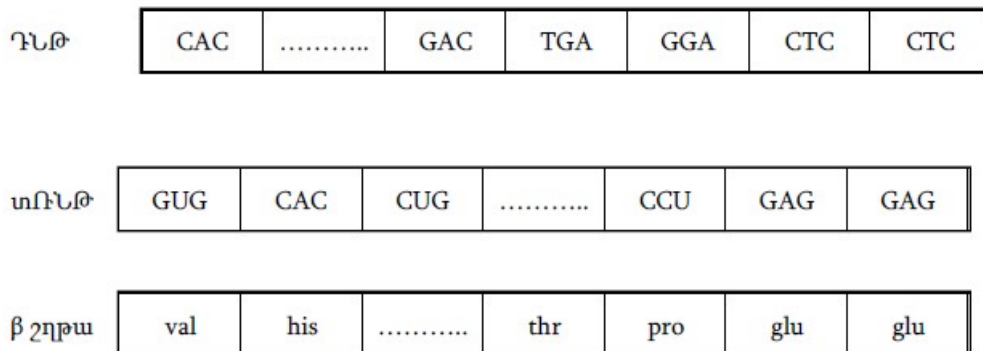 ԴՆԹ CAC ……….. GAC TGA GGA CTC CTC
տՌՆԹ GUG CAC CUG ……….. CCU GAG GAG
β շղթա val his ……….. thr pro glu glu